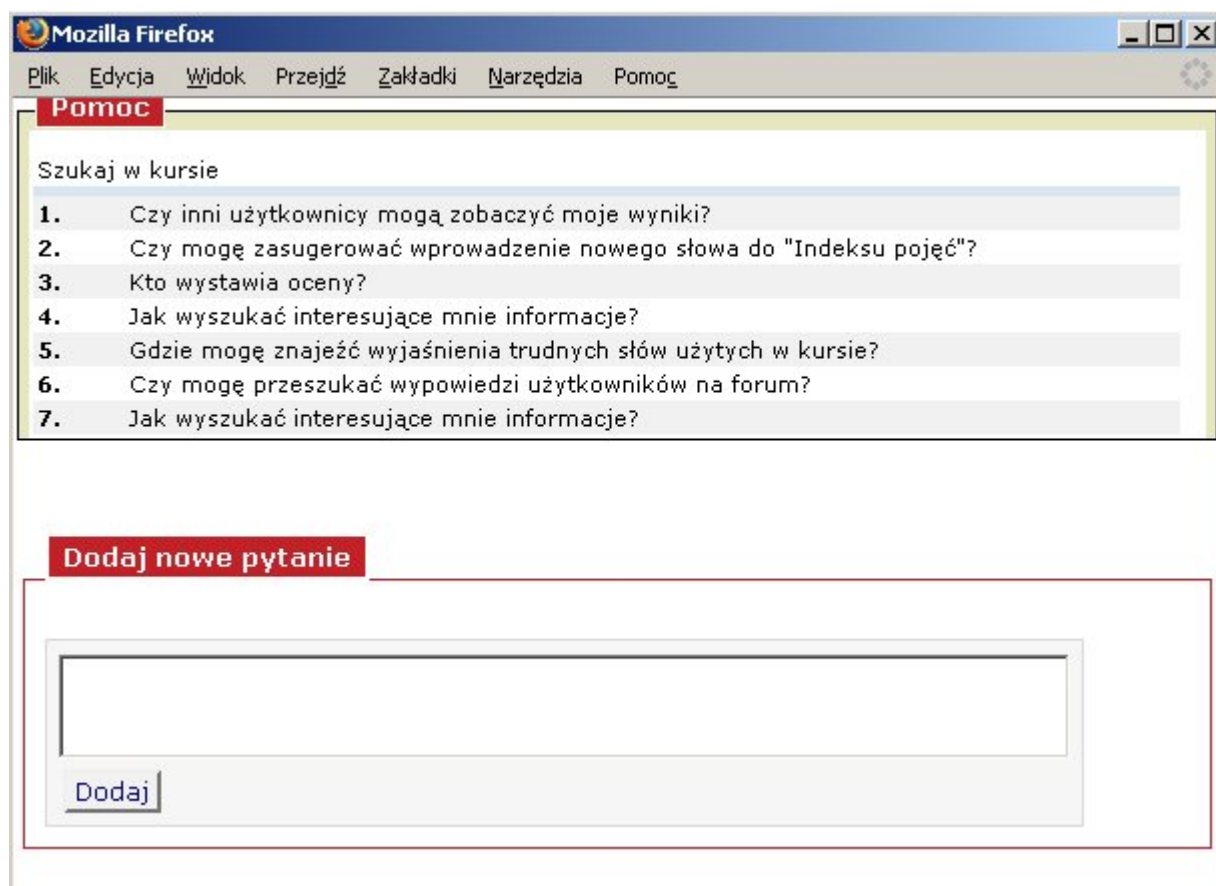 Mozilla Firefox
Plik Edycja Widok Przejdź Zakładki Narzędzia Pomoc
Pomoc
Szukaj w kursie
1. Czy inni użytkownicy mogą zobaczyć moje wyniki?
2. Czy mogę zasugerować wprowadzenie nowego słowa do "Indeksu pojęć"?
3. Kto wystawia oceny?
4. Jak wyszukać interesujące mnie informacje?
5. Gdzie mogę znajeźć wyjaśnienia trudnych słów użytych w kursie?
6. Czy mogę przeszukać wypowiedzi użytkowników na forum?
7. Jak wyszukać interesujące mnie informacje?
Dodaj nowe pytanie
Dodaj